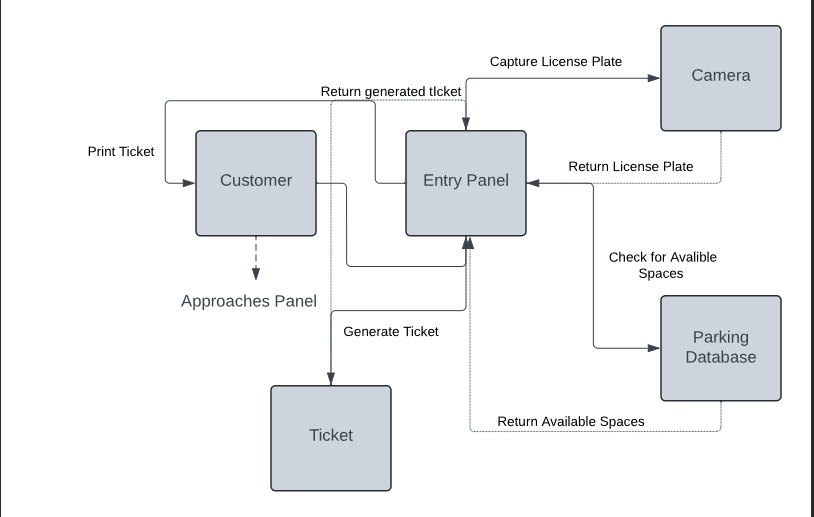 Capture License Plate
Camera
Return generated tIcket
Print Ticket
Customer
Entry Panel
Return License Plate
Check for Avalible
Spaces
Approaches Panel
Generate Ticket
Parking
Database
Return Available Spaces
Ticket